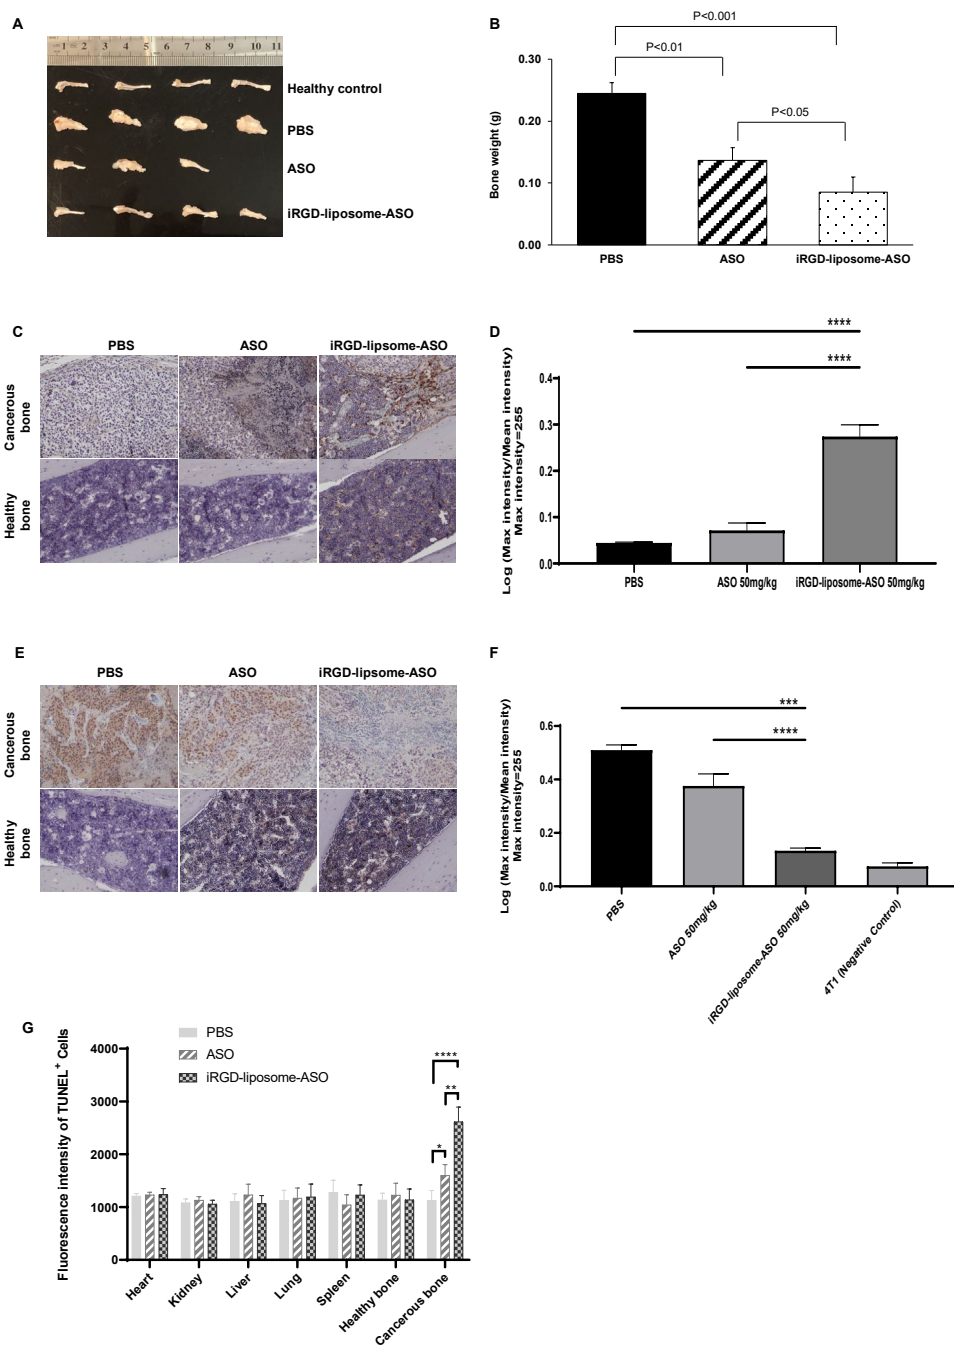 A
1 2 3 4 5 6 7 8 9 10 11
Healthy control
PBS
ASO
iRGD-liposome-ASO
B
P<0.001
P<0.01
P<0.05
Bone weight (g)
0.30
0.20
0.10
0.00
PBS ASO iRGD-liposome-ASO
C
PBS ASO iRGD-lipsome-ASO
Cancerous
bone
Healthy
bone
D
****
****
Log (Max intensity/Mean intensity)
Max intensity=255
0.4
0.3
0.2
0.1
0.0
PBS ASO 50mg/kg iRGD-liposome-ASO 50mg/kg
E
PBS ASO iRGD-lipsome-ASO
Cancerous
bone
Healthy
bone
F
***
****
Log (Max intensity/Mean intensity)
Max intensity=255
0.6
0.4
0.2
0.0
PBS
ASO 50mg/kg
iRGD-liposome-ASO 50mg/kg
4T1 (Negative Control)
G
PBS
ASO
iRGD-liposome-ASO
****
**
*
Fluorescence intensity of TUNEL+ Cells
4000
3000
2000
1000
0
Heart
Kidney
Liver
Lung
Spleen
Healthy bone
Cancerous bone